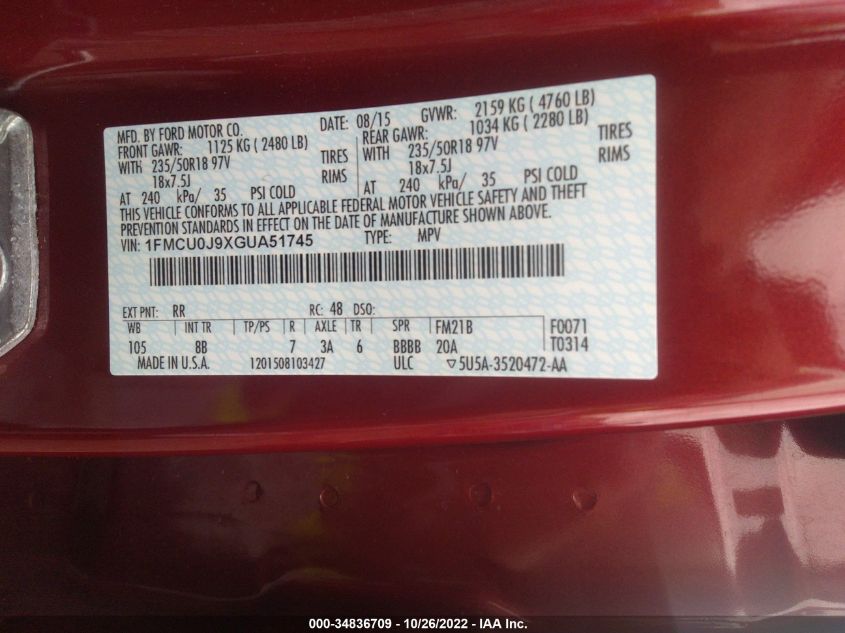 MFD. BY FORD MOTOR CO. DATE: 08/15 GVWR: 2159 KG ( 4760 LB)
FRONT GAWR: 1125 KG ( 2480 LB) REAR GAWR: 1034 KG ( 2280 LB)
WITH 235/50R18 97V TIRES WITH 235/50R18 97V TIRES
18x7.5J RIMS 18x7.5J RIMS
AT 240 kPa/ 35 PSI COLD AT 240 kPa/ 35 PSI COLD
THIS VEHICLE CONFORMS TO ALL APPLICABLE FEDERAL MOTOR VEHICLE SAFETY AND THEFT
PREVENTION STANDARDS IN EFFECT ON THE DATE OF MANUFACTURE SHOWN ABOVE.
VIN: 1FMCU0J9XGUA51745 TYPE: MPV
EXT PNT: RR RC: 48 DSO:
WB INT TR TP/PS R AXLE TR SPR FM21B F0071
105 8B 7 3A 6 BBBB 20A T0314
MADE IN U.S.A. 1201508103427 ULC ▽5U5A-3520472-AA
000-34836709 - 10/26/2022 - IAA Inc.